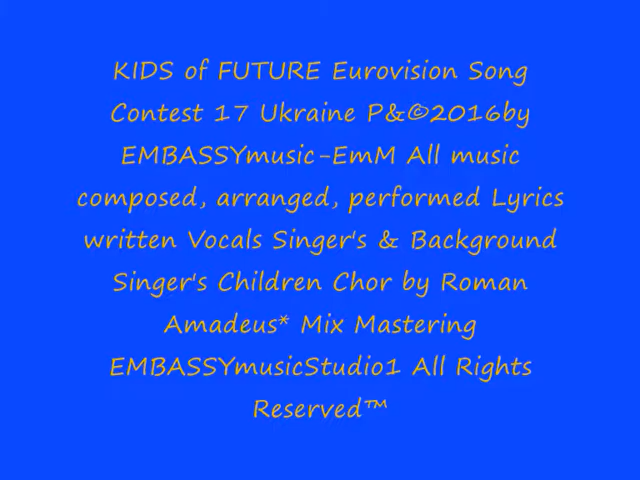 KIDS of FUTURE Eurovision Song
Contest 17 Ukraine P&©2016by
EMBASSYmusic-EmM All music
composed, arranged, performed Lyrics
written Vocals Singer's & Background
Singer's Children Chor by Roman
Amadeus* Mix Mastering
EMBASSYmusicStudio1 All Rights
Reserved™